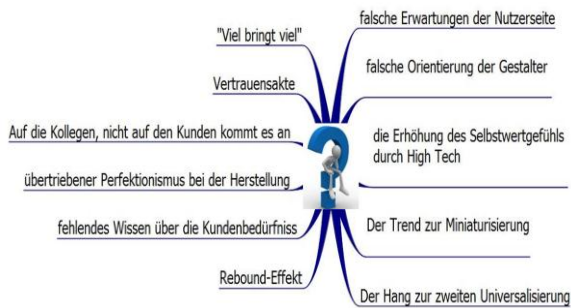 "Viel bringt viel"
Vertrauensakte
Auf die Kollegen, nicht auf den Kunden kommt es an
übertriebener Perfektionismus bei der Herstellung
fehlendes Wissen über die Kundenbedürfniss
Rebound-Effekt
falsche Erwartungen der Nutzerseite
falsche Orientierung der Gestalter
die Erhöhung des Selbstwertgefühls
durch High Tech
Der Trend zur Miniaturisierung
Der Hang zur zweiten Universalisierung